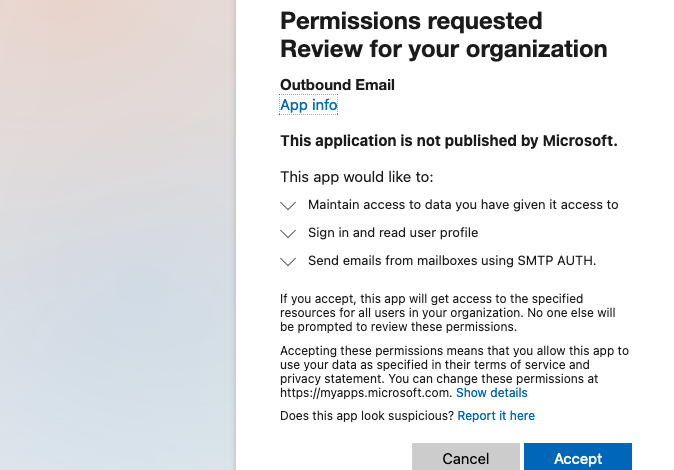 Permissions requested
Review for your organization
Outbound Email
App info
This application is not published by Microsoft.
This app would like to:
Maintain access to data you have given it access to
Sign in and read user profile
Send emails from mailboxes using SMTP AUTH.
If you accept, this app will get access to the specified
resources for all users in your organization. No one else will
be prompted to review these permissions.
Accepting these permissions means that you allow this app to
use your data as specified in their terms of service and
privacy statement. You can change these permissions at
https://myapps.microsoft.com. Show details
Does this app look suspicious? Report it here
Cancel Accept